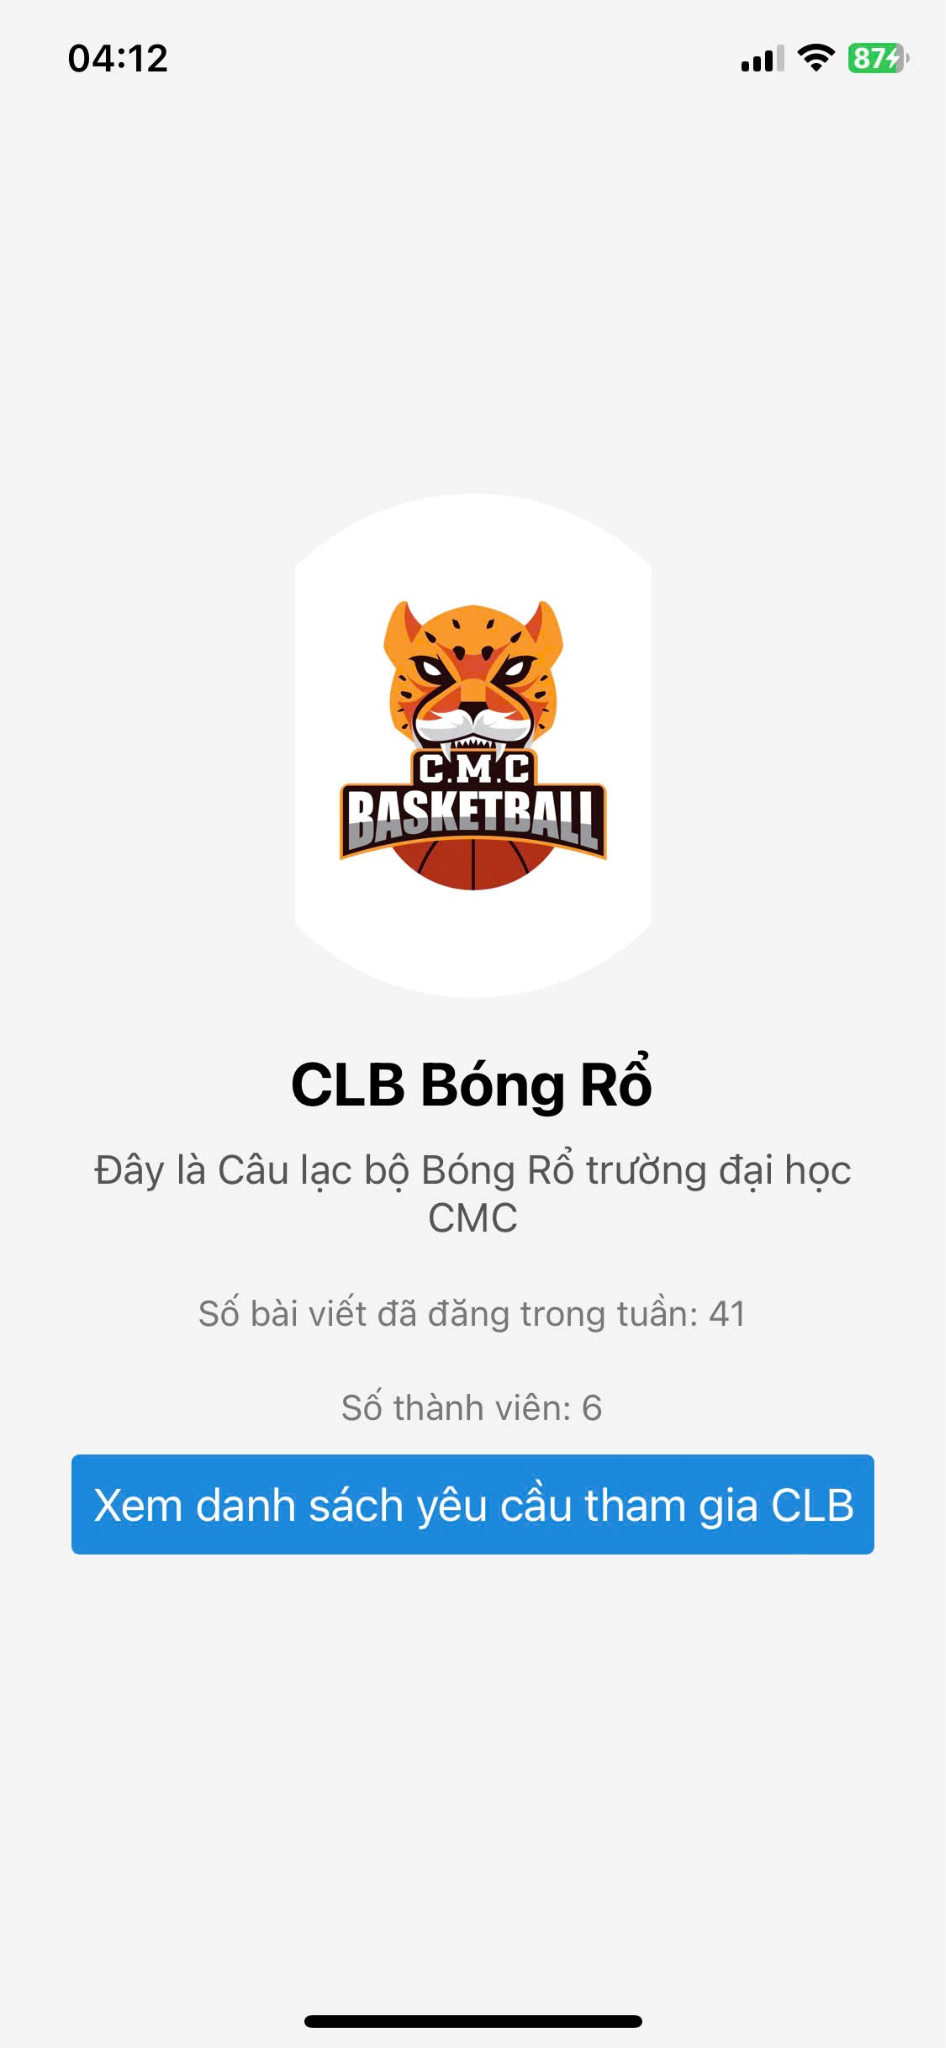 04:12
87
C.M.C
BASKETBALL
CLB Bóng Rổ
Đây là Câu lạc bộ Bóng Rổ trường đại học
CMC
Số bài viết đã đăng trong tuần: 41
Số thành viên: 6
Xem danh sách yêu cầu tham gia CLB